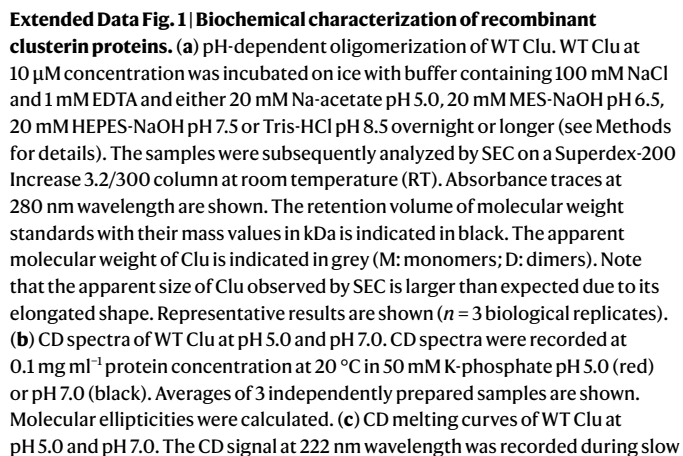 Extended Data Fig. 1 | Biochemical characterization of recombinant
clusterin proteins. (a) pH-dependent oligomerization of WT Clu. WT Clu at
10 μM concentration was incubated on ice with buffer containing 100 mM NaCl
and 1 mM EDTA and either 20 mM Na-acetate pH 5.0, 20 mM MES-NaOH pH 6.5,
20 mM HEPES-NaOH pH 7.5 or Tris-HCl pH 8.5 overnight or longer (see Methods
for details). The samples were subsequently analyzed by SEC on a Superdex-200
Increase 3.2/300 column at room temperature (RT). Absorbance traces at
280 nm wavelength are shown. The retention volume of molecular weight
standards with their mass values in kDa is indicated in black. The apparent
molecular weight of Clu is indicated in grey (M: monomers; D: dimers). Note
that the apparent size of Clu observed by SEC is larger than expected due to its
elongated shape. Representative results are shown (n = 3 biological replicates).
(b) CD spectra of WT Clu at pH 5.0 and pH 7.0. CD spectra were recorded at
0.1 mg ml⁻¹ protein concentration at 20 °C in 50 mM K-phosphate pH 5.0 (red)
or pH 7.0 (black). Averages of 3 independently prepared samples are shown.
Molecular ellipticities were calculated. (c) CD melting curves of WT Clu at
pH 5.0 and pH 7.0. The CD signal at 222 nm wavelength was recorded during slow